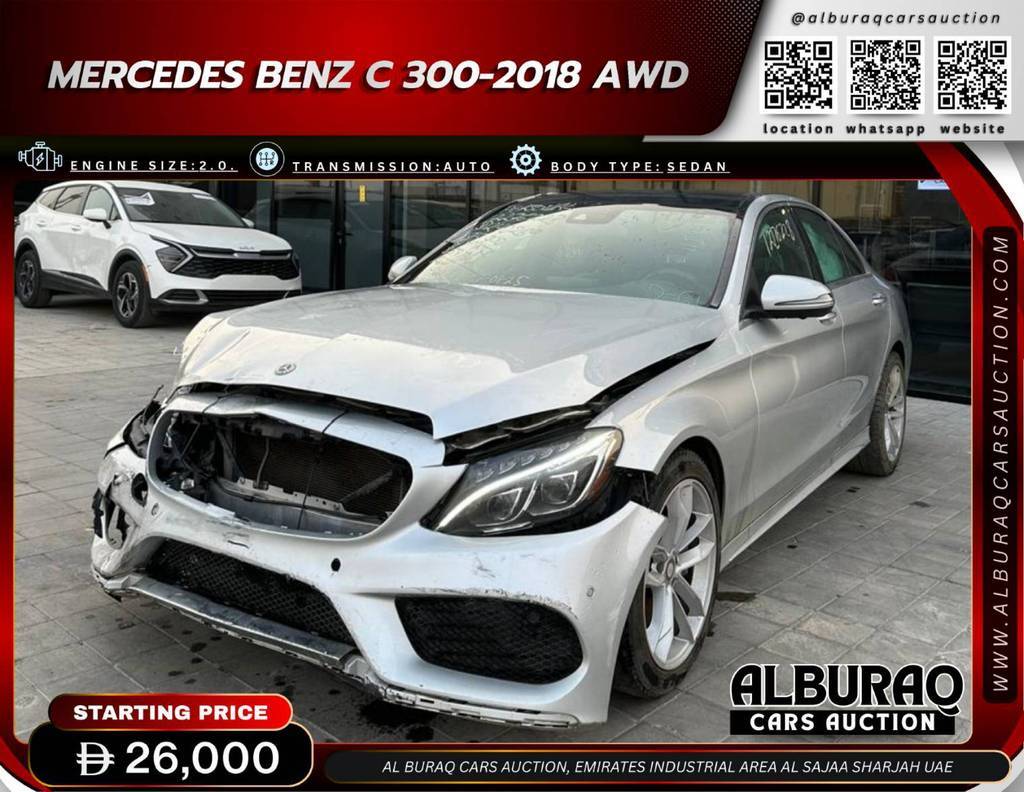 @alburaqcarsauction
MERCEDES BENZ C 300-2018 AWD
location whatsapp website
ENGINE SIZE:2.0. TRANSMISSION:AUTO BODY TYPE: SEDAN
WWW.ALBURAQCARSAUCTION.COM
ALBURAQ
CARS AUCTION
STARTING PRICE
26,000
AL BURAQ CARS AUCTION, EMIRATES INDUSTRIAL AREA AL SAJAA SHARJAH UAE